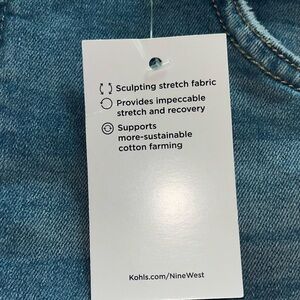 Sculpting stretch fabric
Provides impeccable
stretch and recovery
Supports
more-sustainable
cotton farming
Kohls.com/NineWest